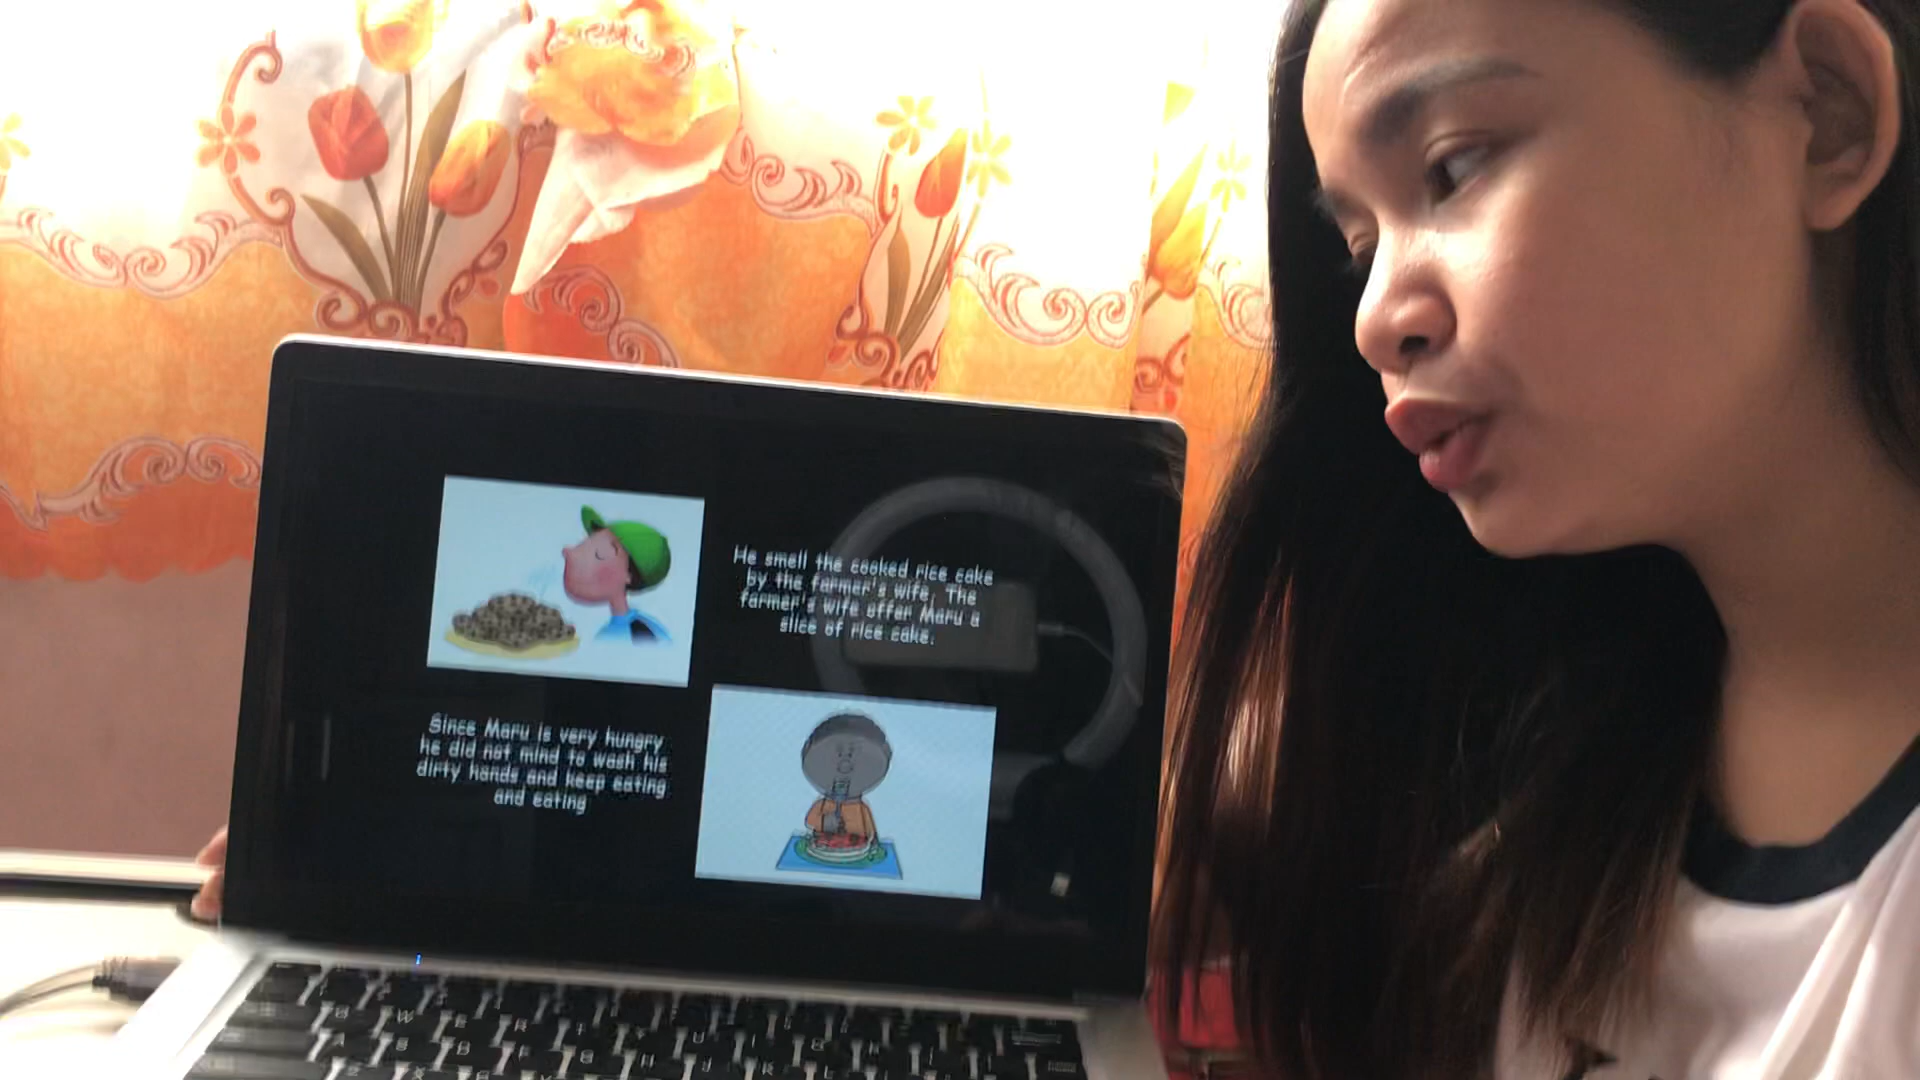 He smell the cooked rice cake
by the farmer's wife. The
farmer's wife offer Maru a
slice of rice cake.
Since Maru is very hungry
he did not mind to wash his
dirty hands and keep eating
and eating